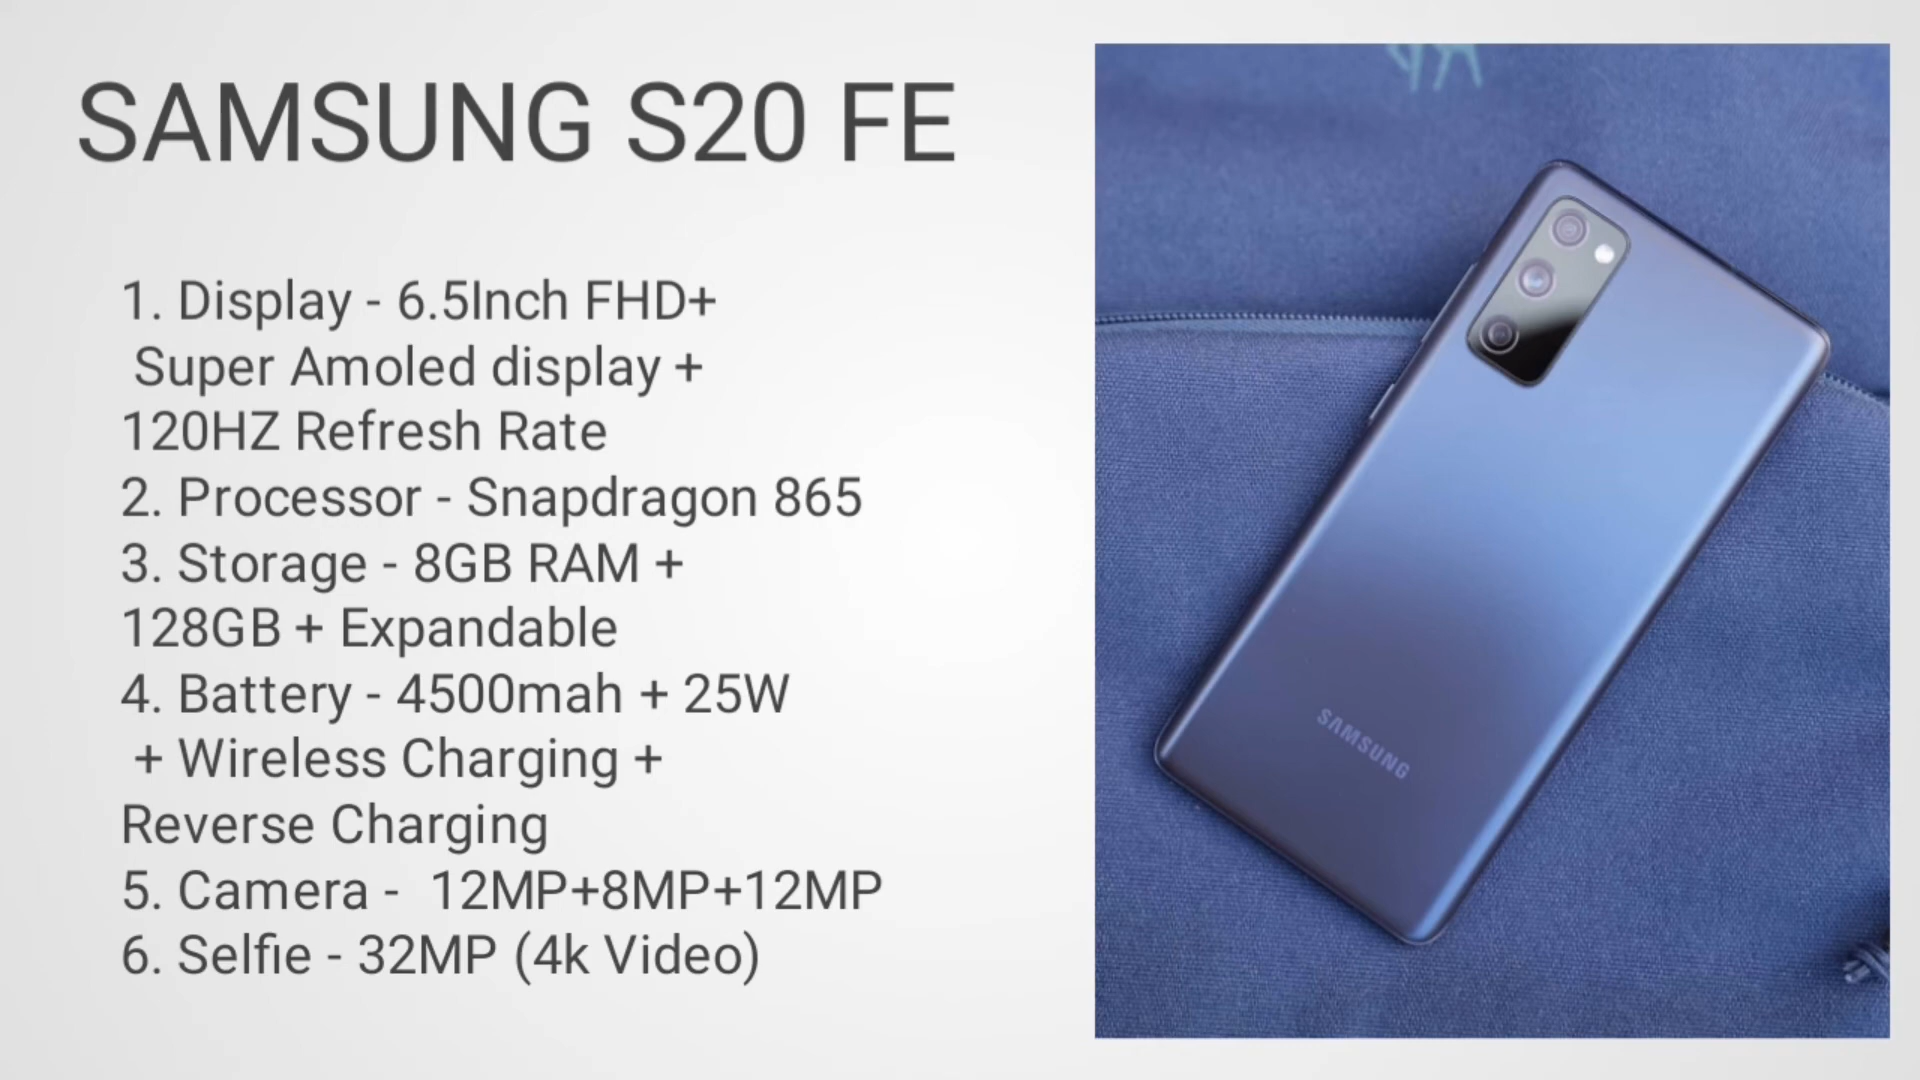 SAMSUNG S20 FE
1. Display - 6.5Inch FHD+
Super Amoled display +
120HZ Refresh Rate
2. Processor - Snapdragon 865
3. Storage - 8GB RAM +
128GB + Expandable
4. Battery - 4500mah + 25W
+ Wireless Charging +
Reverse Charging
5. Camera - 12MP+8MP+12MP
6. Selfie - 32MP (4k Video)
SAMSUNG